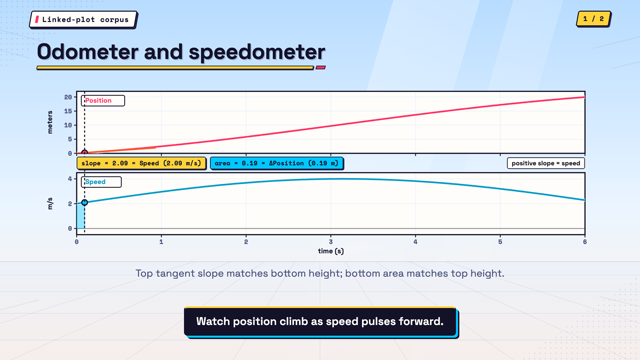 Linked-plot corpus
1 / 2
Odometer and speedometer
20
15
10
5
0
meters
Position
slope = 2.09 = Speed (2.09 m/s)
area = 0.19 = ΔPosition (0.19 m)
positive slope = speed
4
2
0
m/s
Speed
0 1 2 3 4 5 6
time (s)
Top tangent slope matches bottom height; bottom area matches top height.
Watch position climb as speed pulses forward.